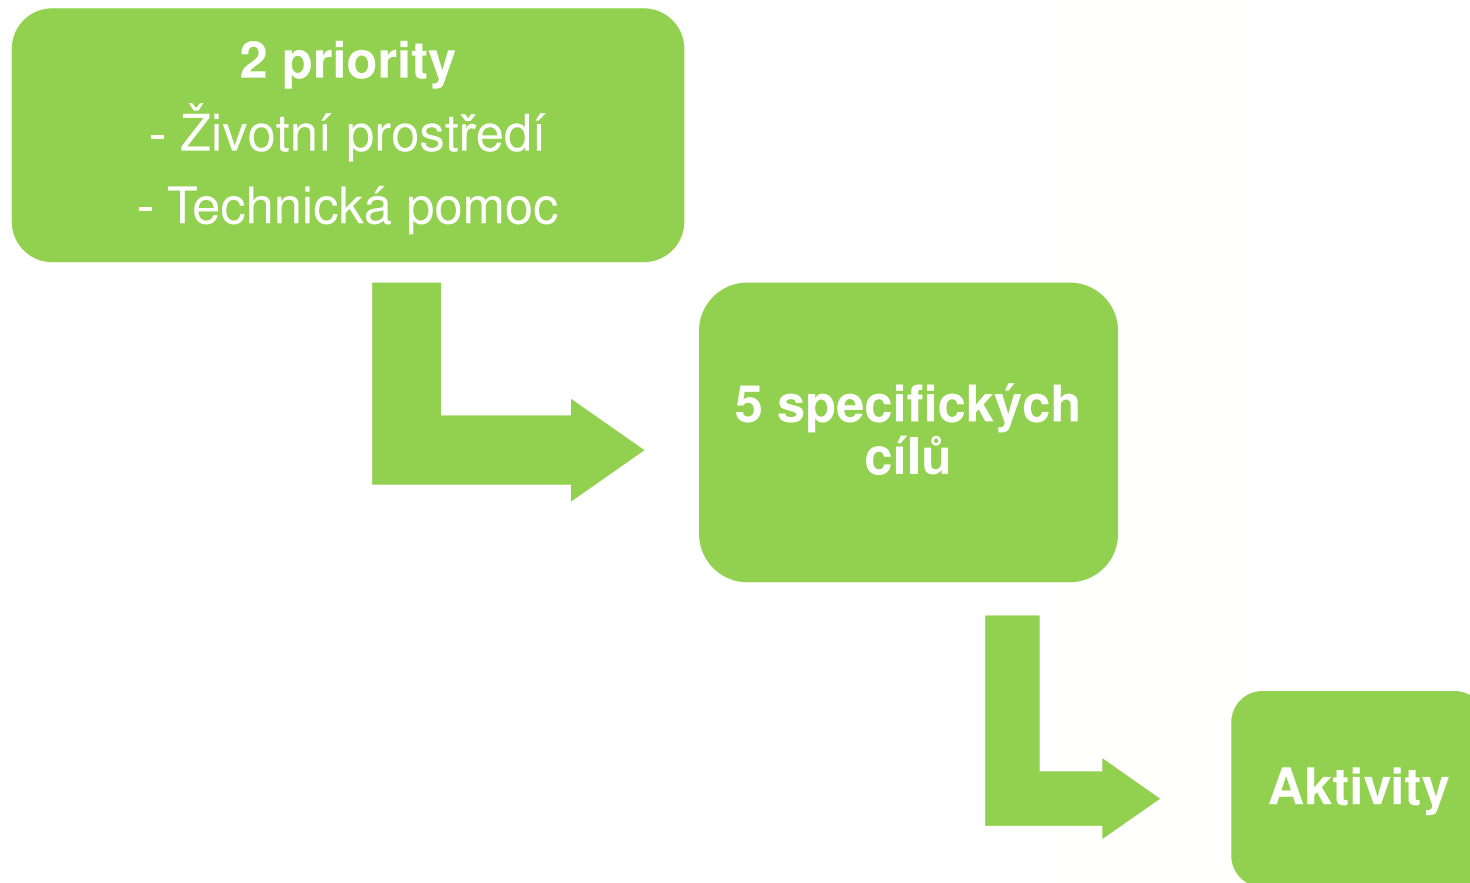 2 priority
- Životní prostředí
- Technická pomoc
5 specifických
cílů
Aktivity